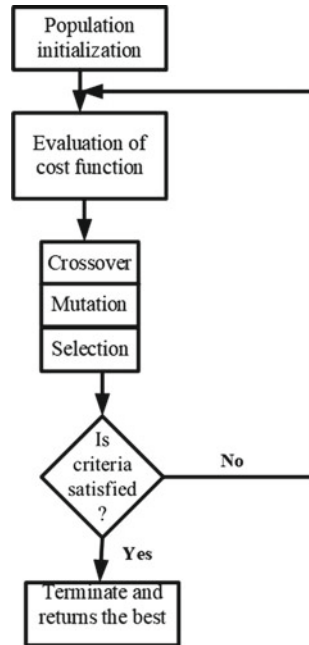 Population
initialization
Evaluation of
cost function
Crossover
Mutation
Selection
Is
criteria
satisfied
?
No
Yes
Terminate and
returns the best